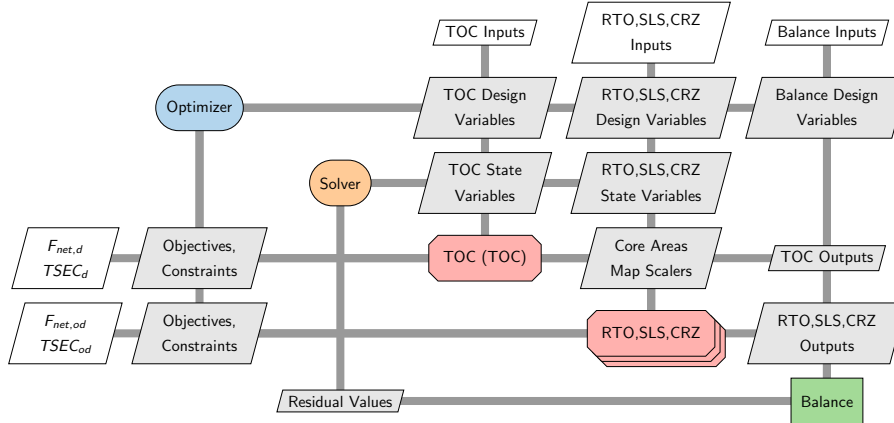 TOC Inputs
RTO,SLS,CRZ
Inputs
Balance Inputs
Optimizer
TOC Design
Variables
RTO,SLS,CRZ
Design Variables
Balance Design
Variables
Solver
TOC State
Variables
RTO,SLS,CRZ
State Variables
F_{net,d}
TSEC_d
Objectives,
Constraints
TOC (TOC)
Core Areas
Map Scalers
TOC Outputs
F_{net,od}
TSEC_{od}
Objectives,
Constraints
RTO,SLS,CRZ
RTO,SLS,CRZ
Outputs
Residual Values
Balance